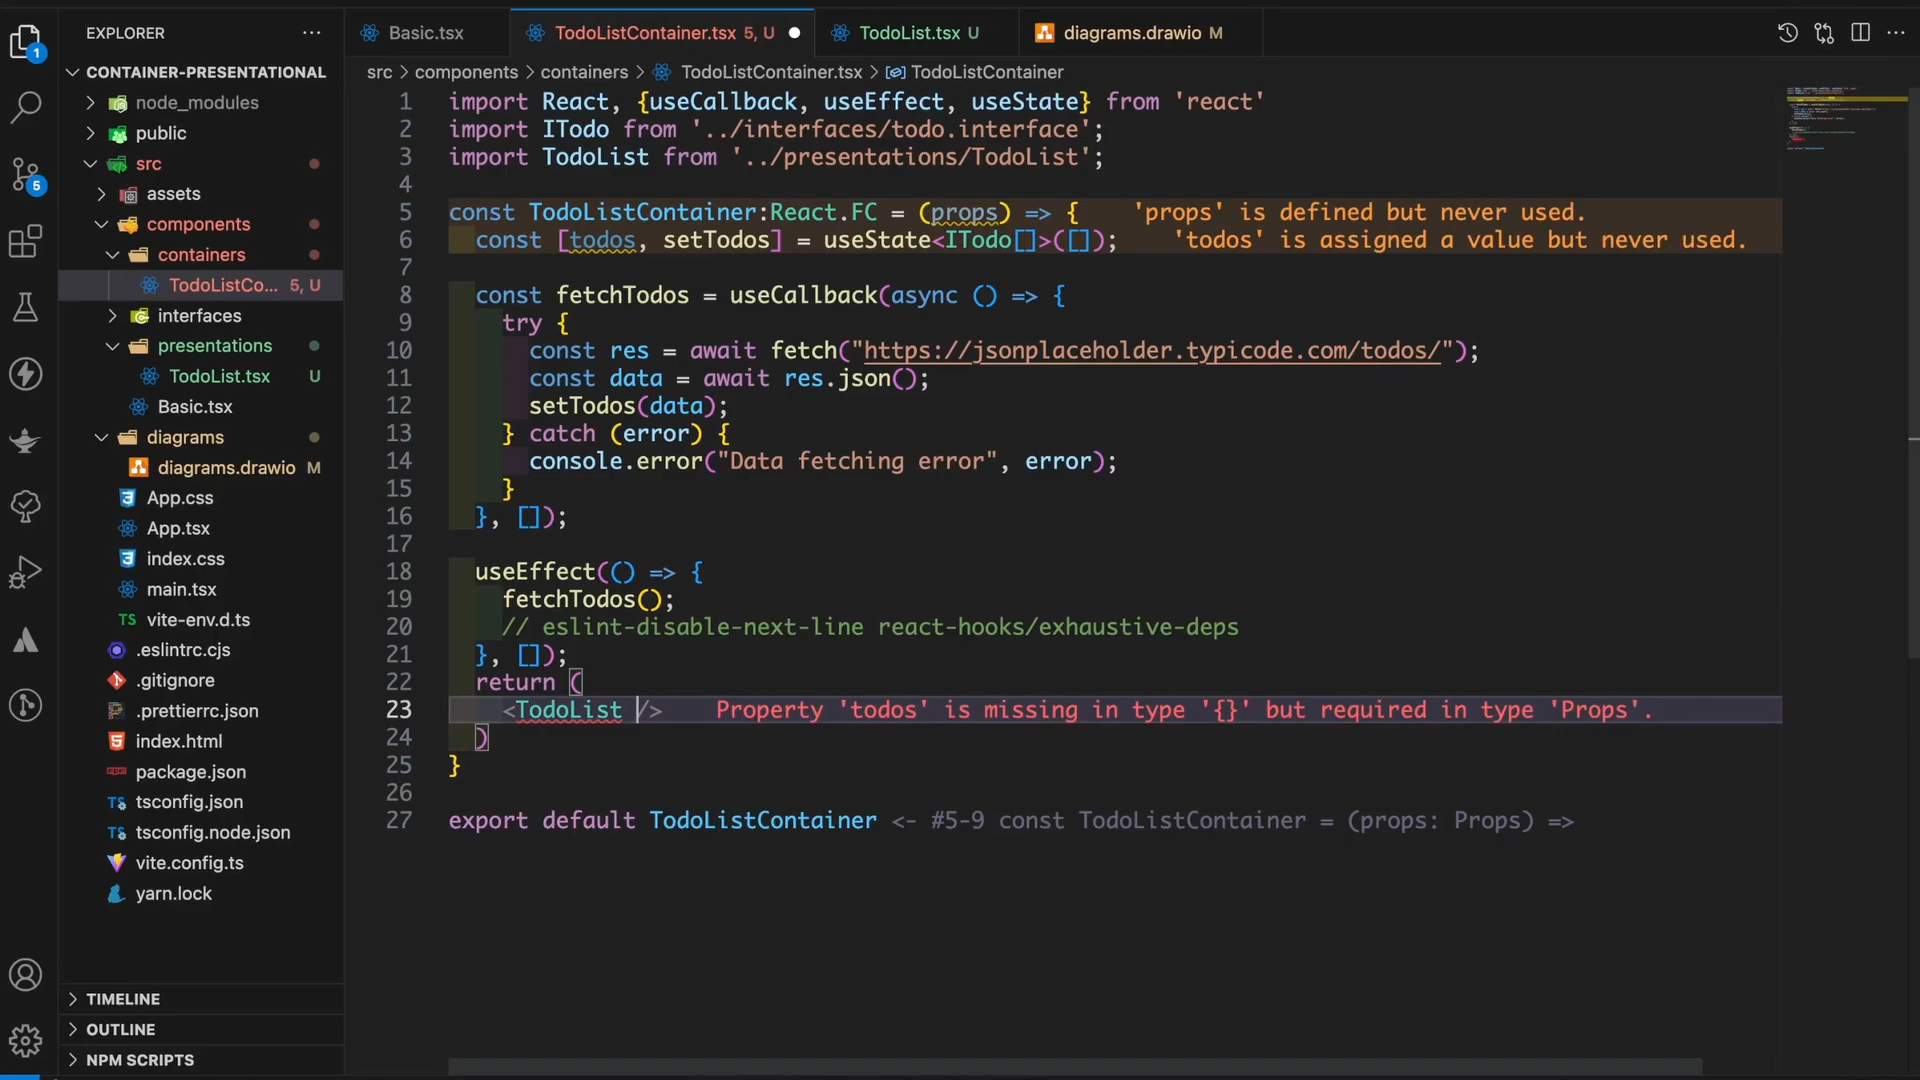 EXPLORER
CONTAINER-PRESENTATIONAL
node_modules
public
src
assets
components
containers
TodoListCo... 5, U
interfaces
presentations
TodoList.tsx U
Basic.tsx
diagrams
diagrams.drawio M
App.css
App.tsx
index.css
main.tsx
TS vite-env.d.ts
.eslintrc.cjs
.gitignore
.prettierrc.json
index.html
package.json
tsconfig.json
tsconfig.node.json
vite.config.ts
yarn.lock
TIMELINE
OUTLINE
NPM SCRIPTS
1
5
Basic.tsx
TodoListContainer.tsx 5, U
TodoList.tsx U
diagrams.drawio M
src > components > containers > TodoListContainer.tsx > TodoListContainer
1 import React, {useCallback, useEffect, useState} from 'react'
2 import ITodo from '../interfaces/todo.interface';
3 import TodoList from '../presentations/TodoList';
4
5 const TodoListContainer:React.FC = (props) => { 'props' is defined but never used.
6 const [todos, setTodos] = useState<ITodo[]>([]); 'todos' is assigned a value but never used.
7
8 const fetchTodos = useCallback(async () => {
9 try {
10 const res = await fetch("https://jsonplaceholder.typicode.com/todos/");
11 const data = await res.json();
12 setTodos(data);
13 } catch (error) {
14 console.error("Data fetching error", error);
15 }
16 }, []);
17
18 useEffect(() => {
19 fetchTodos();
20 // eslint-disable-next-line react-hooks/exhaustive-deps
21 }, []);
22 return (
23 <TodoList /> Property 'todos' is missing in type '{}' but required in type 'Props'.
24 )
25 }
26
27 export default TodoListContainer <- #5-9 const TodoListContainer = (props: Props) =>